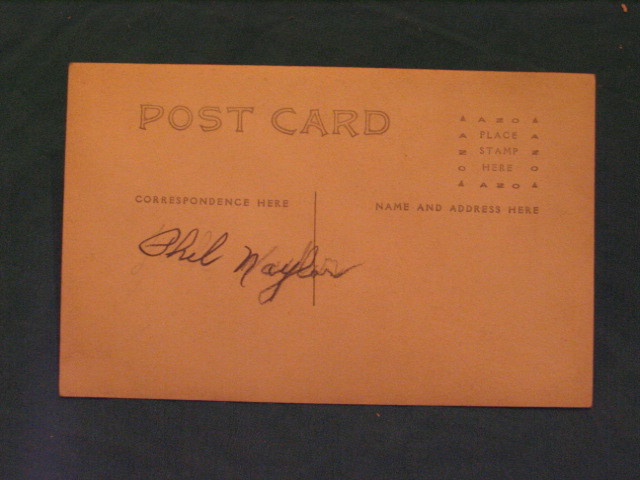 POST CARD
▲ A Z O ▲
A PLACE A
Z STAMP Z
O HERE O
▲ A Z O ▲
CORRESPONDENCE HERE
NAME AND ADDRESS HERE
Phil Naylor